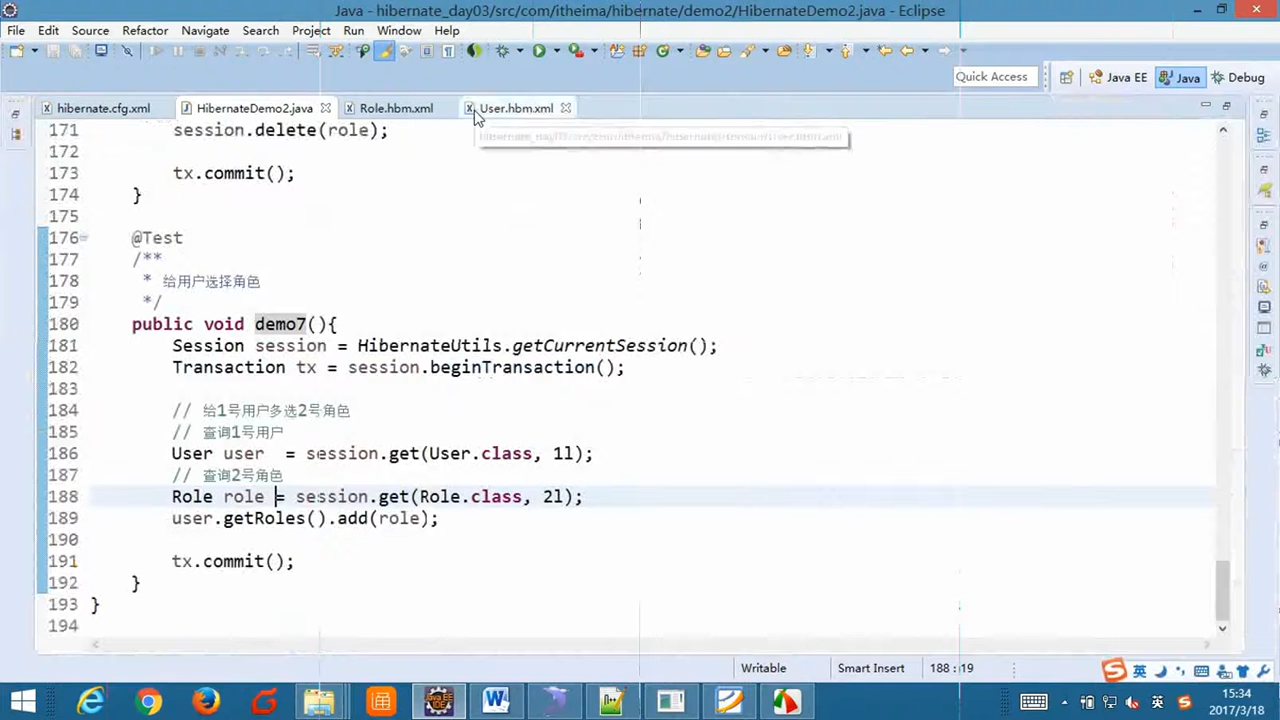 Java - hibernate_day03/src/com/itheima/hibernate/demo2/HibernateDemo2.java - Eclipse
File Edit Source Refactor Navigate Search Project Run Window Help
Quick Access Java EE Java Debug
hibernate.cfg.xml HibernateDemo2.java Role.hbm.xml User.hbm.xml
171 session.delete(role);
172
173 tx.commit();
174 }
175
176 @Test
177 /**
178 * 给用户选择角色
179 */
180 public void demo7(){
181 Session session = HibernateUtils.getCurrentSession();
182 Transaction tx = session.beginTransaction();
183
184 // 给1号用户多选2号角色
185 // 查询1号用户
186 User user  = session.get(User.class, 1l);
187 // 查询2号角色
188 Role role = session.get(Role.class, 2l);
189 user.getRoles().add(role);
190
191 tx.commit();
192 }
193 }
194
Writable Smart Insert 188 : 19
英
英
15:34
2017/3/18